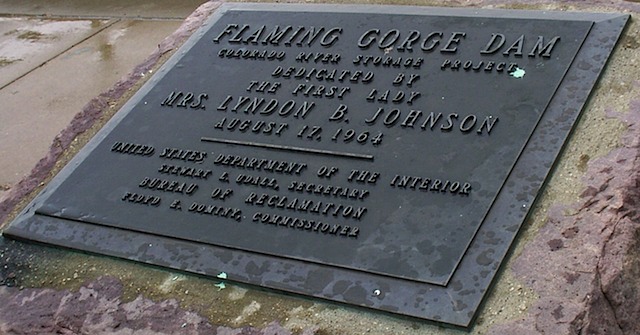 FLAMING GORGE DAM
COLORADO RIVER STORAGE PROJECT
DEDICATED BY
THE FIRST LADY
MRS. LYNDON B. JOHNSON
AUGUST 17, 1964
UNITED STATES DEPARTMENT OF THE INTERIOR
STEWART L. UDALL, SECRETARY
BUREAU OF RECLAMATION
FLOYD E. DOMINY, COMMISSIONER